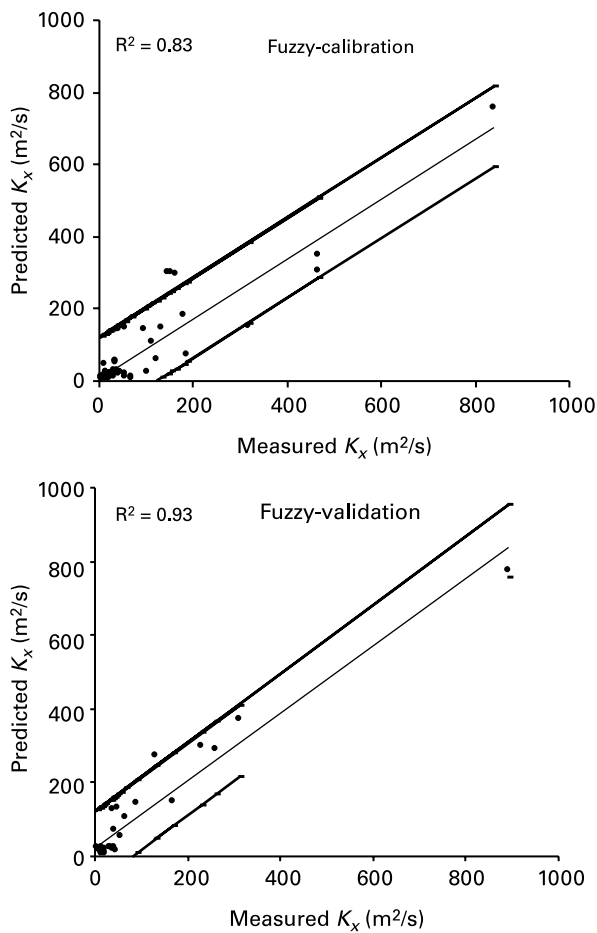 R² = 0.83 Fuzzy-calibration
1000
800
600
400
200
0
Predicted Kx (m²/s)
0 200 400 600 800 1000
Measured Kx (m²/s)
R² = 0.93 Fuzzy-validation
1000
800
600
400
200
0
Predicted Kx (m²/s)
0 200 400 600 800 1000
Measured Kx (m²/s)